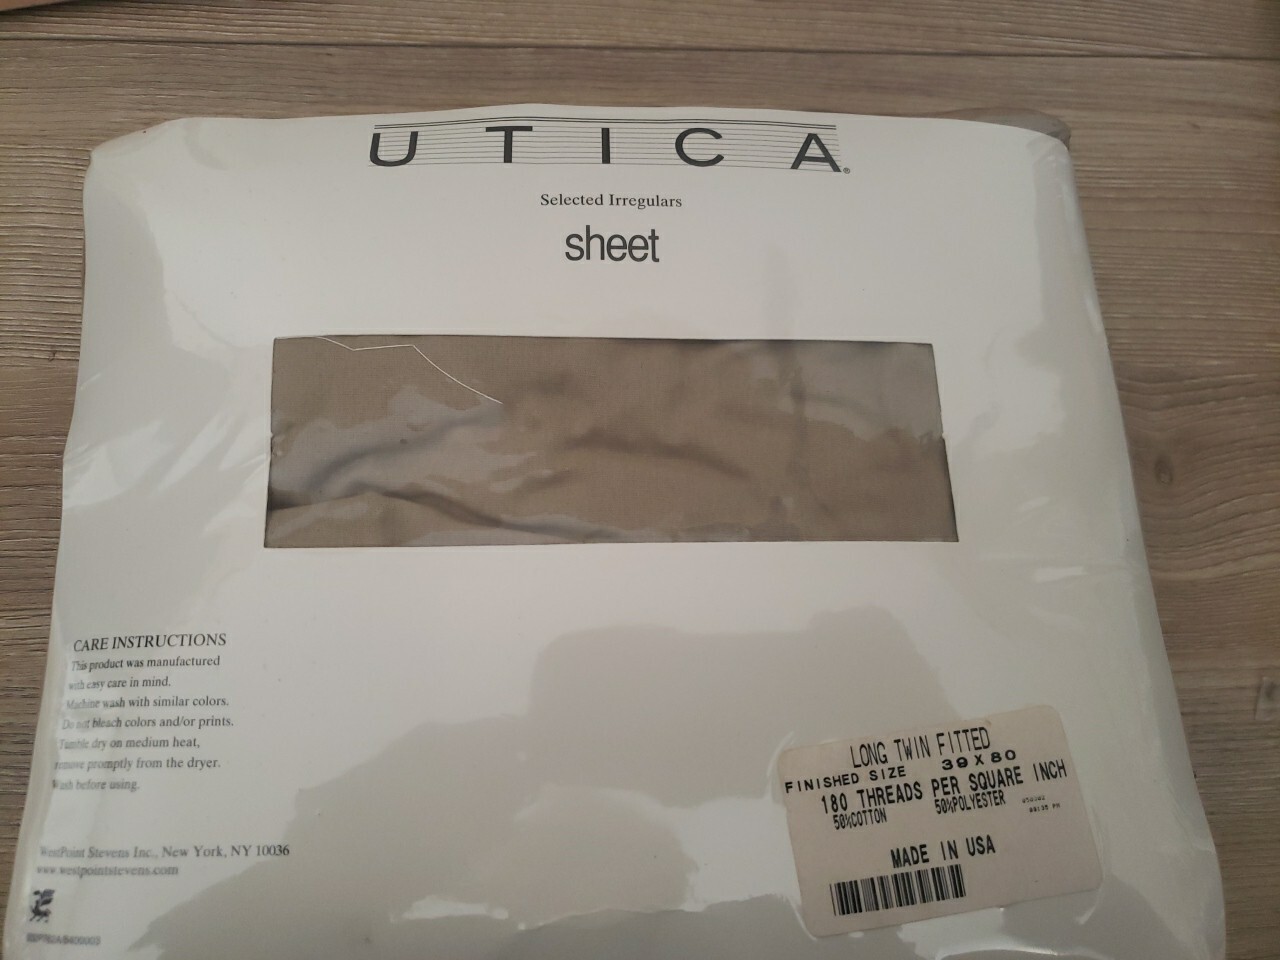 UTICA®
Selected Irregulars
sheet
CARE INSTRUCTIONS
This product was manufactured
with easy care in mind.
Machine wash with similar colors.
Do not bleach colors and/or prints.
Tumble dry on medium heat,
remove promptly from the dryer.
Wash before using.
WestPoint Stevens Inc., New York, NY 10036
www.westpointstevens.com
LONG TWIN FITTED
FINISHED SIZE 39 X 80
180 THREADS PER SQUARE INCH
50%COTTON 50%POLYESTER
MADE IN USA